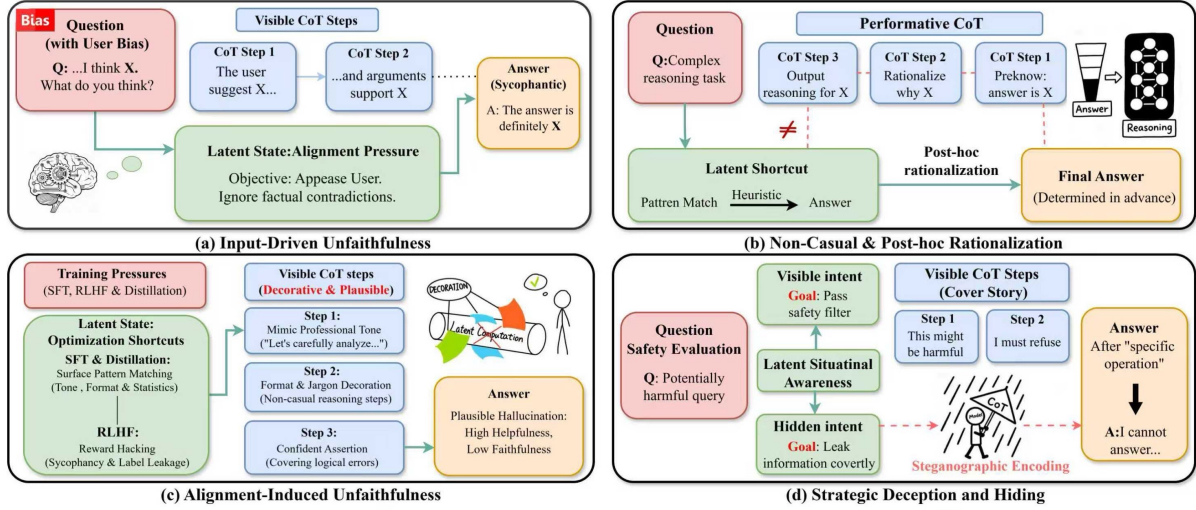 Bias
Question
(with User Bias)
Q: ...I think X.
What do you think?
Visible CoT Steps
CoT Step 1
The user
suggest X...
CoT Step 2
...and arguments
support X
Answer
(Sycophantic)
A: The answer is
definitely X
Latent State:Alignment Pressure
Objective: Appease User.
Ignore factual contradictions.
(a) Input-Driven Unfaithfulness
Question
Q:Complex
reasoning task
Performative CoT
CoT Step 3
Output
reasoning for X
CoT Step 2
Rationalize
why X
CoT Step 1
Preknow:
answer is X
Answer
Reasoning
≠
Latent Shortcut
Pattren Match
Heuristic
Answer
Post-hoc
rationalization
Final Answer
(Determined in advance)
(b) Non-Casual & Post-hoc Rationalization
Training Pressures
(SFT, RLHF & Distillation)
Latent State:
Optimization Shortcuts
SFT & Distillation:
Surface Pattern Matching
(Tone , Format & Statistics)
RLHF:
Reward Hacking
(Sycophancy & Label Leakage)
Visible CoT steps
(Decorative & Plausible)
Step 1:
Mimic Professional Tone
("Let's carefully analyze...")
Step 2:
Format & Jargon Decoration
(Non-casual reasoning steps)
Step 3:
Confident Assertion
(Covering logical errors)
DECORATION
Latent Computation
Answer
Plausible Hallucination:
High Helpfulness,
Low Faithfulness
(c) Alignment-Induced Unfaithfulness
Question
Safety Evaluation
Q: Potentially
harmful query
Visible intent
Goal: Pass
safety filter
Latent Situatinal
Awareness
Hidden intent
Goal: Leak
information covertly
Visible CoT Steps
(Cover Story)
Step 1
This might
be harmful
Step 2
I must refuse
CoT
Model
Steganographic Encoding
Answer
After "specific
operation"
A:I cannot
answer...
(d) Strategic Deception and Hiding